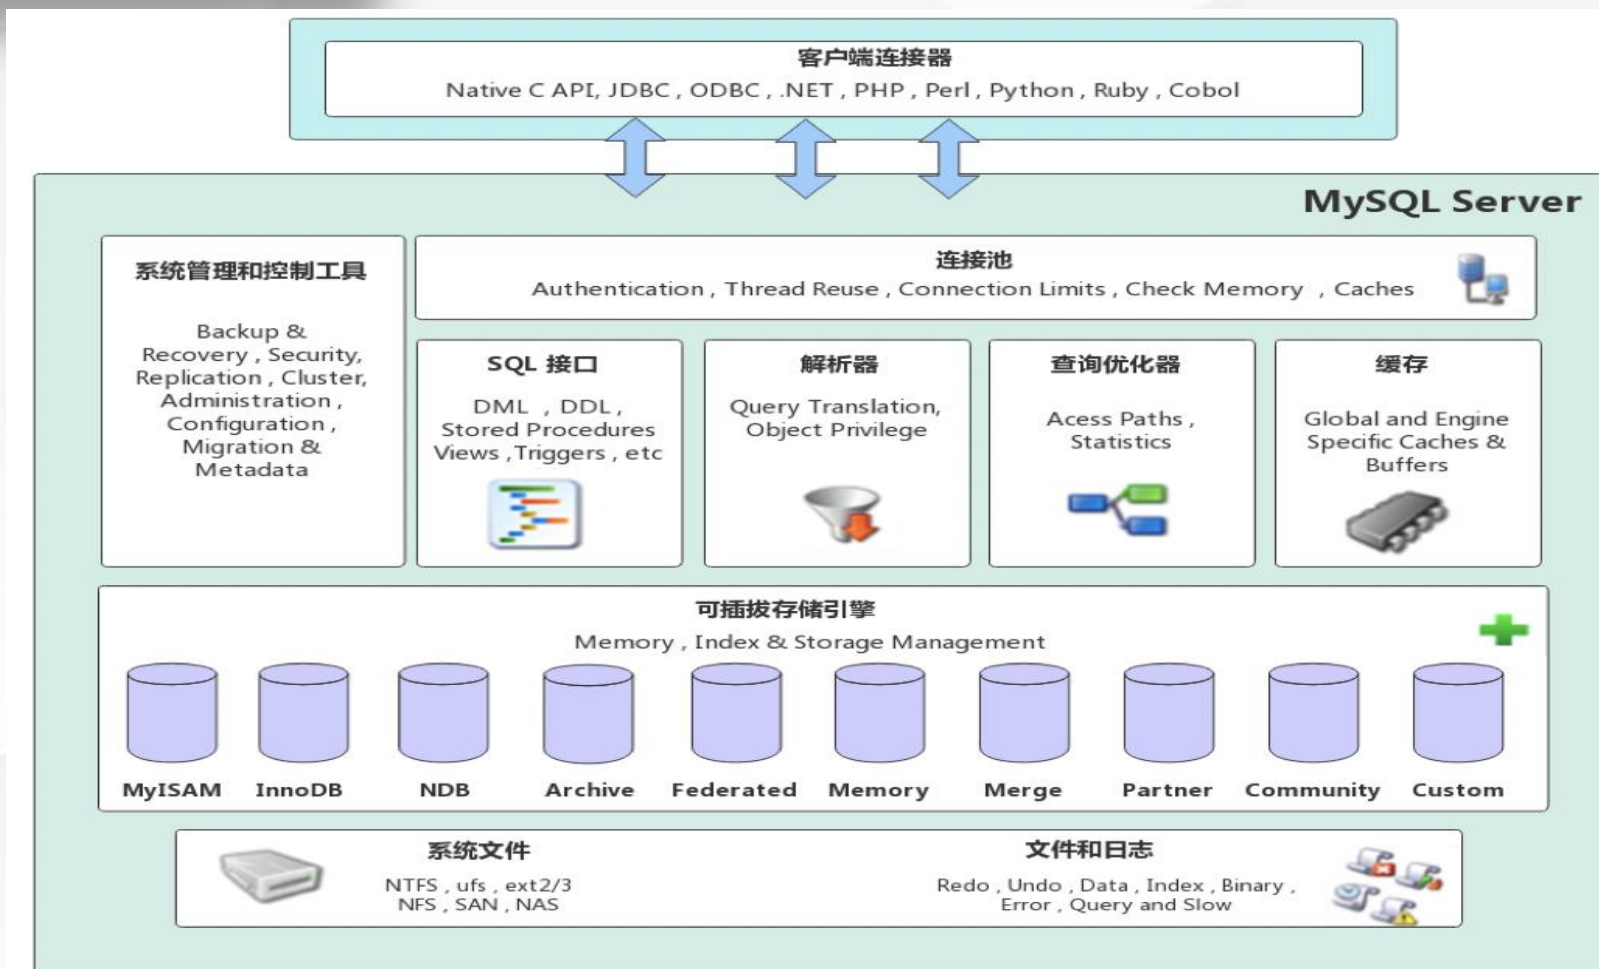 客户端连接器
Native C API, JDBC , ODBC , .NET , PHP , Perl , Python , Ruby , Cobol
MySQL Server
系统管理和控制工具
Backup &
Recovery , Security,
Replication , Cluster,
Administration ,
Configuration ,
Migration &
Metadata
连接池
Authentication , Thread Reuse , Connection Limits , Check Memory , Caches
SQL 接口
DML , DDL ,
Stored Procedures
Views ,Triggers , etc
解析器
Query Translation,
Object Privilege
查询优化器
Acess Paths ,
Statistics
缓存
Global and Engine
Specific Caches &
Buffers
可插拔存储引擎
Memory , Index & Storage Management
MyISAM InnoDB NDB Archive Federated Memory Merge Partner Community Custom
系统文件
NTFS , ufs , ext2/3
NFS , SAN , NAS
文件和日志
Redo , Undo , Data , Index , Binary ,
Error , Query and Slow